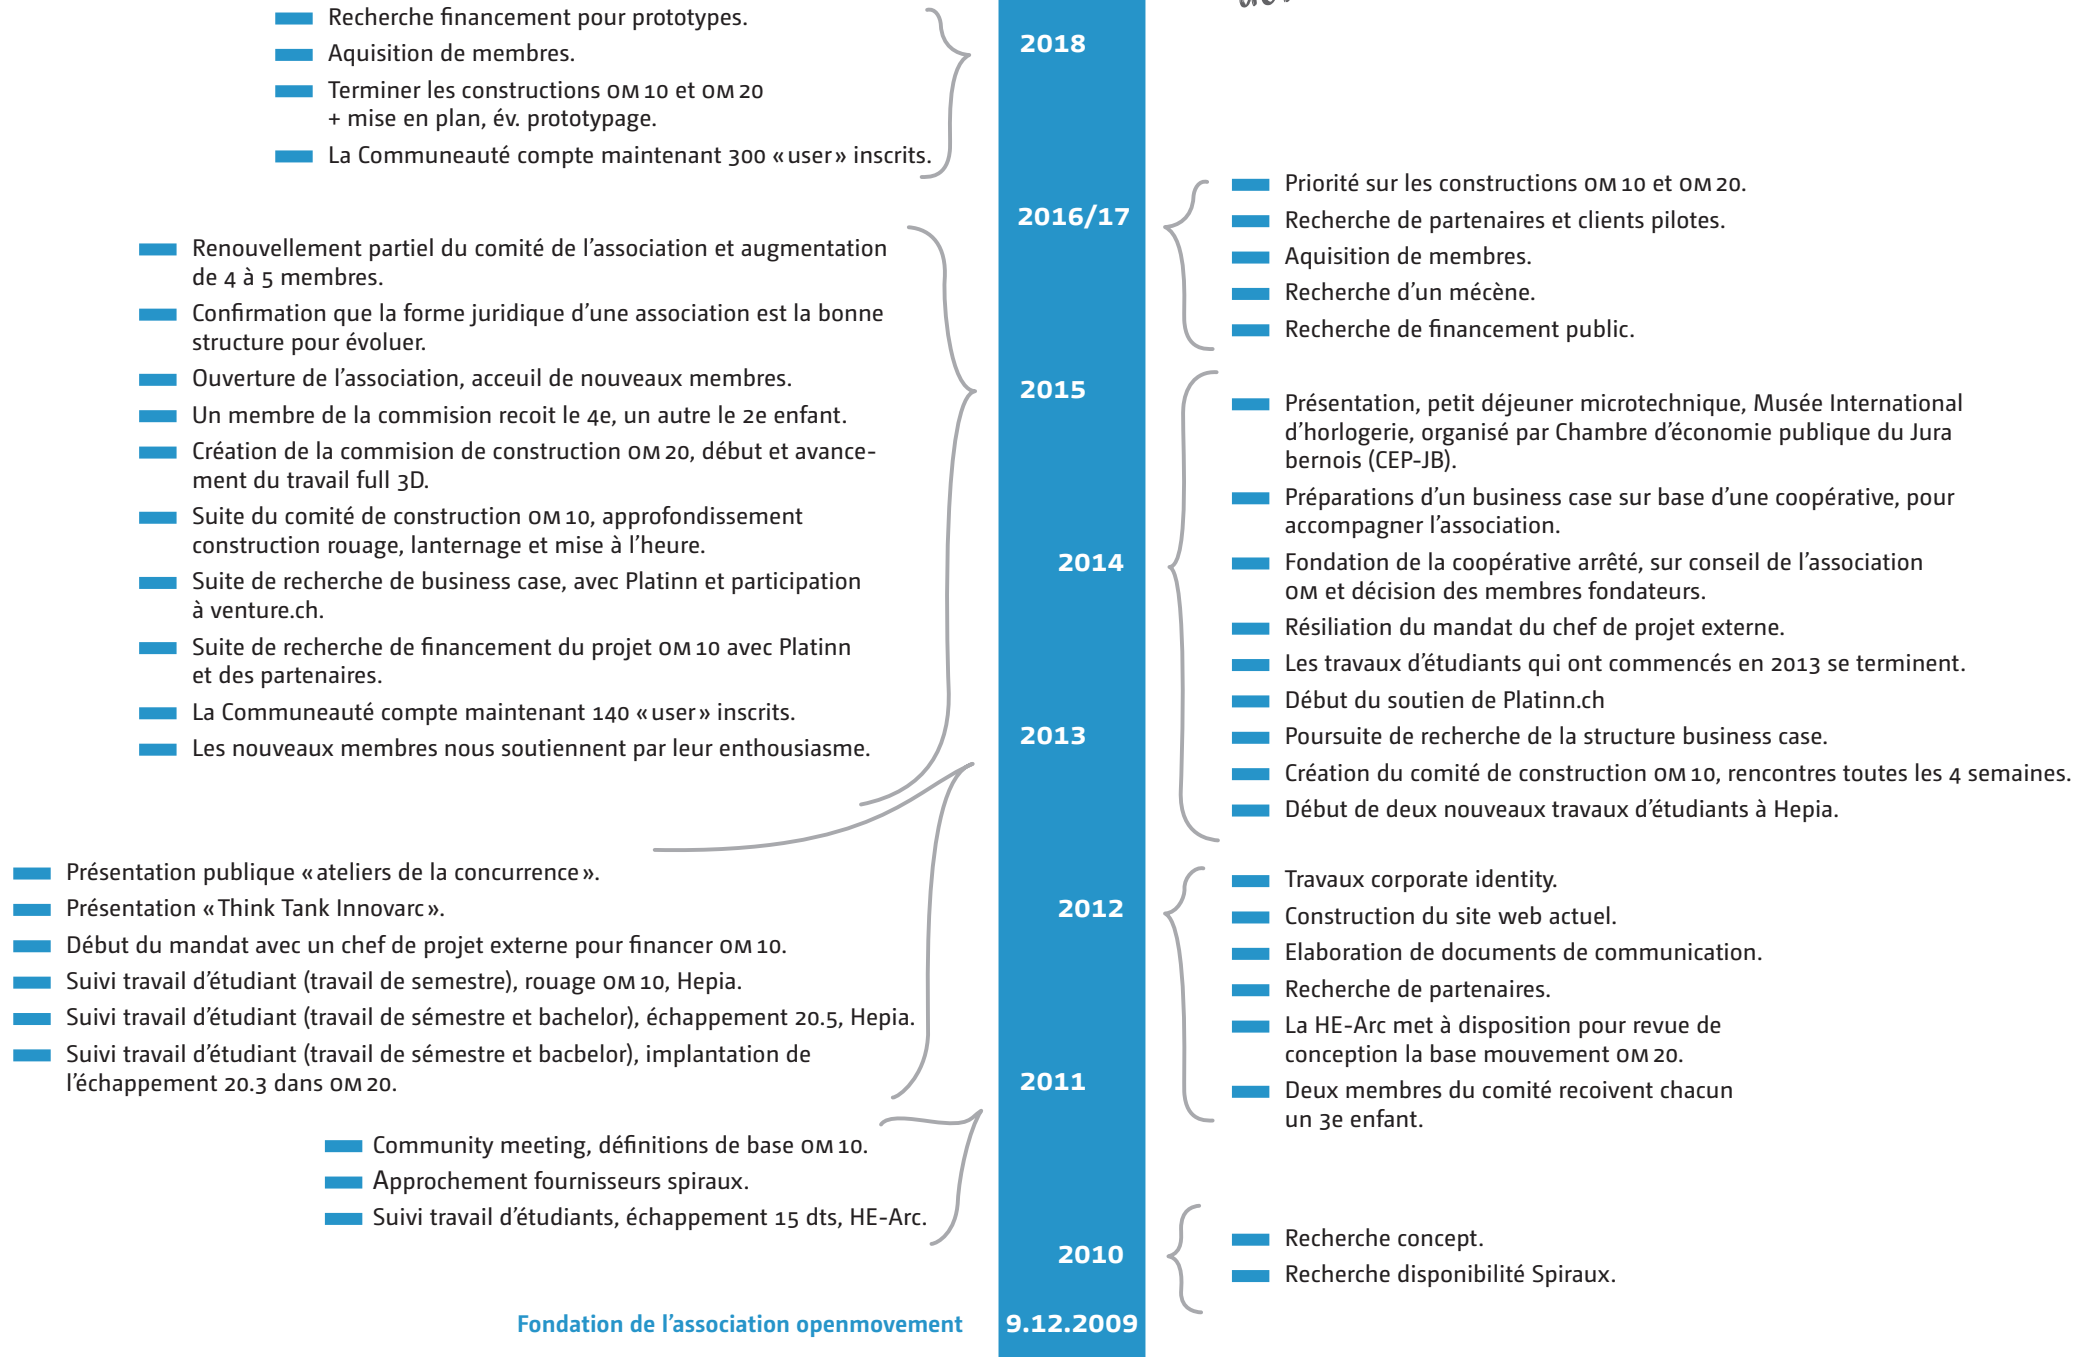 Recherche financement pour prototypes.
Aquisition de membres.
Terminer les constructions OM 10 et OM 20
+ mise en plan, év. prototypage.
La Communeauté compte maintenant 300 «user» inscrits.
2018
2016/17
Priorité sur les constructions OM 10 et OM 20.
Recherche de partenaires et clients pilotes.
Aquisition de membres.
Recherche d'un mécène.
Recherche de financement public.
Renouvellement partiel du comité de l'association et augmentation
de 4 à 5 membres.
Confirmation que la forme juridique d'une association est la bonne
structure pour évoluer.
Ouverture de l'association, acceuil de nouveaux membres.
Un membre de la commision recoit le 4e, un autre le 2e enfant.
Création de la commision de construction OM 20, début et avance-
ment du travail full 3D.
Suite du comité de construction OM 10, approfondissement
construction rouage, lanternage et mise à l'heure.
Suite de recherche de business case, avec Platinn et participation
à venture.ch.
Suite de recherche de financement du projet OM 10 avec Platinn
et des partenaires.
La Communeauté compte maintenant 140 «user» inscrits.
Les nouveaux membres nous soutiennent par leur enthousiasme.
2015
2014
Présentation, petit déjeuner microtechnique, Musée International
d'horlogerie, organisé par Chambre d'économie publique du Jura
bernois (CEP-JB).
Préparations d'un business case sur base d'une coopérative, pour
accompagner l'association.
Fondation de la coopérative arrêté, sur conseil de l'association
OM et décision des membres fondateurs.
Résiliation du mandat du chef de projet externe.
Les travaux d'étudiants qui ont commencés en 2013 se terminent.
Début du soutien de Platinn.ch
Poursuite de recherche de la structure business case.
Création du comité de construction OM 10, rencontres toutes les 4 semaines.
Début de deux nouveaux travaux d'étudiants à Hepia.
2013
Présentation publique «ateliers de la concurrence».
Présentation «Think Tank Innovarc».
Début du mandat avec un chef de projet externe pour financer OM 10.
Suivi travail d'étudiant (travail de semestre), rouage OM 10, Hepia.
Suivi travail d'étudiant (travail de sémestre et bachelor), échappement 20.5, Hepia.
Suivi travail d'étudiant (travail de sémestre et bacbelor), implantation de
l'échappement 20.3 dans OM 20.
2012
Travaux corporate identity.
Construction du site web actuel.
Elaboration de documents de communication.
Recherche de partenaires.
La HE-Arc met à disposition pour revue de
conception la base mouvement OM 20.
Deux membres du comité recoivent chacun
un 3e enfant.
2011
Community meeting, définitions de base OM 10.
Approchement fournisseurs spiraux.
Suivi travail d'étudiants, échappement 15 dts, HE-Arc.
2010
Recherche concept.
Recherche disponibilité Spiraux.
Fondation de l'association openmovement
9.12.2009